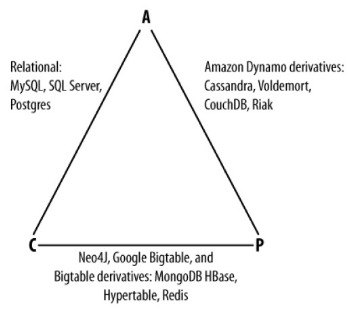 A
Relational:
MySQL, SQL Server,
Postgres
Amazon Dynamo derivatives:
Cassandra, Voldemort,
CouchDB, Riak
C
P
Neo4J, Google Bigtable, and
Bigtable derivatives: MongoDB HBase,
Hypertable, Redis